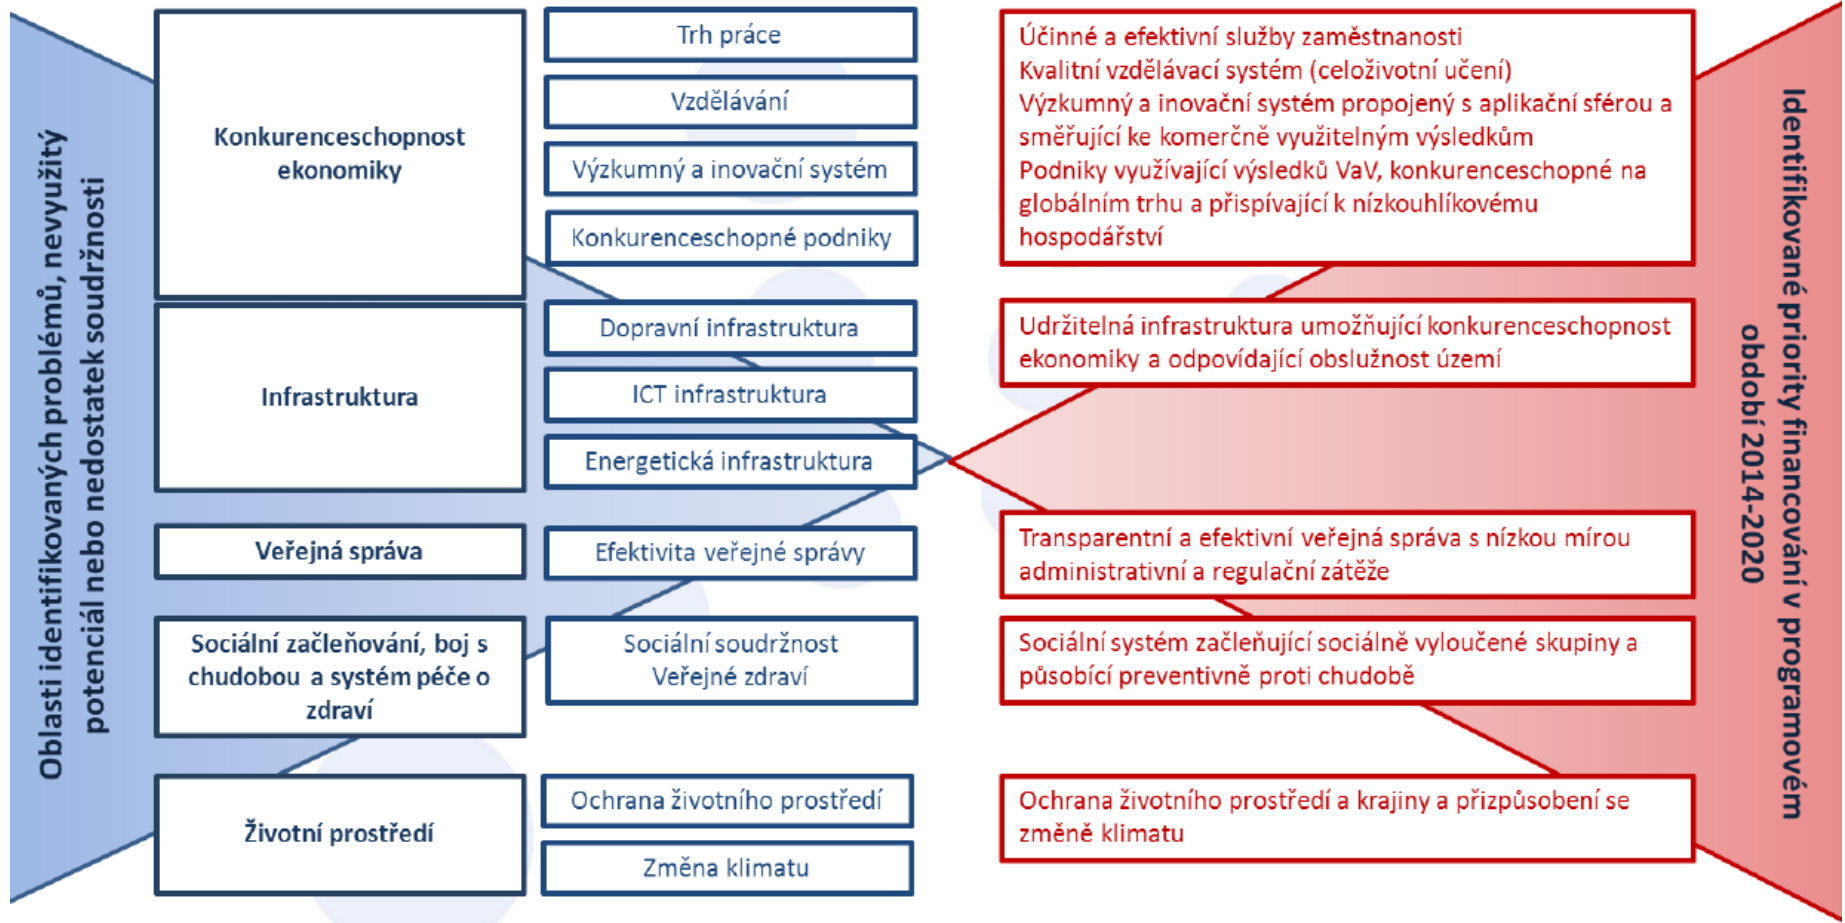 Oblasti identifikovaných problémů, nevyužitý
potenciál nebo nedostatek soudržnosti
Konkurenceschopnost
ekonomiky
Trh práce
Vzdělávání
Výzkumný a inovační systém
Konkurenceschopné podniky
Účinné a efektivní služby zaměstnanosti
Kvalitní vzdělávací systém (celoživotní učení)
Výzkumný a inovační systém propojený s aplikační sférou a
směřující ke komerčně využitelným výsledkům
Podniky využívající výsledků VaV, konkurenceschopné na
globálním trhu a přispívající k nízkouhlíkovému
hospodářství
Infrastruktura
Dopravní infrastruktura
ICT infrastruktura
Energetická infrastruktura
Udržitelná infrastruktura umožňující konkurenceschopnost
ekonomiky a odpovídající obslužnost území
Veřejná správa
Efektivita veřejné správy
Transparentní a efektivní veřejná správa s nízkou mírou
administrativní a regulační zátěže
Sociální začleňování, boj s
chudobou a systém péče o
zdraví
Sociální soudržnost
Veřejné zdraví
Sociální systém začleňující sociálně vyloučené skupiny a
působící preventivně proti chudobě
Životní prostředí
Ochrana životního prostředí
Změna klimatu
Ochrana životního prostředí a krajiny a přizpůsobení se
změně klimatu
Identifikované priority financování v programovém
období 2014-2020